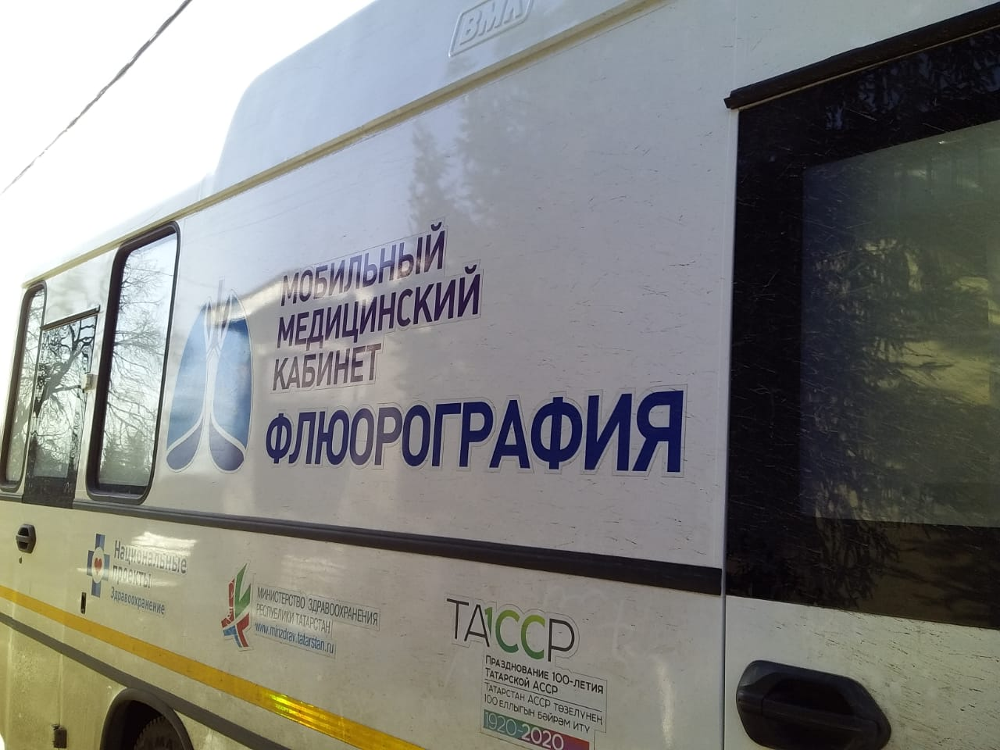 ВМЛ
МОБИЛЬНЫЙ
МЕДИЦИНСКИЙ
КАБИНЕТ
ФЛЮОРОГРАФИЯ
Национальные
проекты
Здравоохранение
МИНИСТЕРСТВО ЗДРАВООХРАНЕНИЯ
РЕСПУБЛИКИ ТАТАРСТАН
www.minzdrav.tatarstan.ru
ТАССР
ПРАЗДНОВАНИЕ 100-ЛЕТИЯ
ТАТАРСКОЙ АССР
ТАТАРСТАН АССР ТӨЗЕЛҮНЕҢ
100 ЕЛЛЫГЫН БӘЙРӘМ ИТҮ
1920-2020